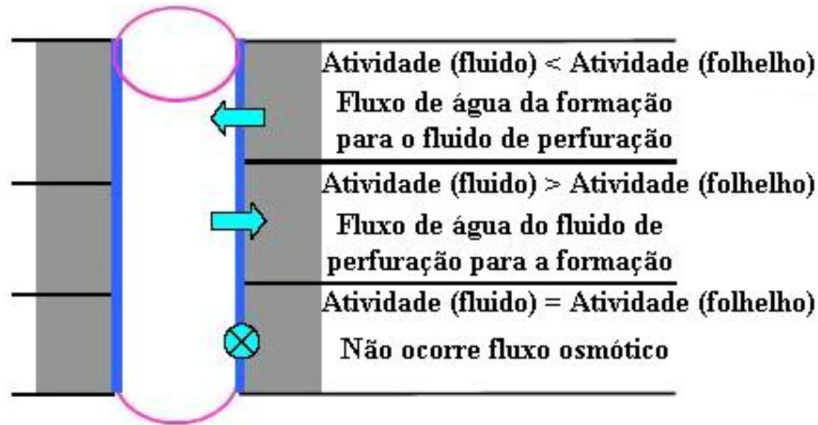 Atividade (fluido) < Atividade (folhelho)
Fluxo de água da formação
para o fluido de perfuração
Atividade (fluido) > Atividade (folhelho)
Fluxo de água do fluido de
perfuração para a formação
Atividade (fluido) = Atividade (folhelho)
Não ocorre fluxo osmótico